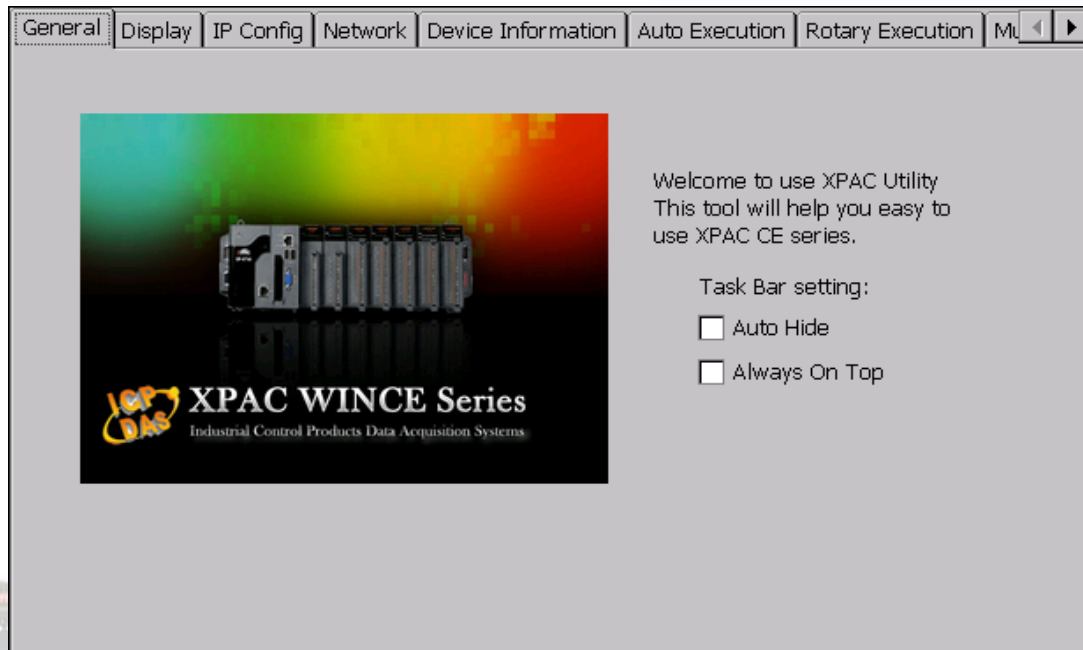 General
Display
IP Config
Network
Device Information
Auto Execution
Rotary Execution
Welcome to use XPAC Utility
This tool will help you easy to
use XPAC CE series.
Task Bar setting:
Auto Hide
Always On Top
ICP
DAS
XPAC WINCE Series
Industrial Control Products Data Acquisition Systems